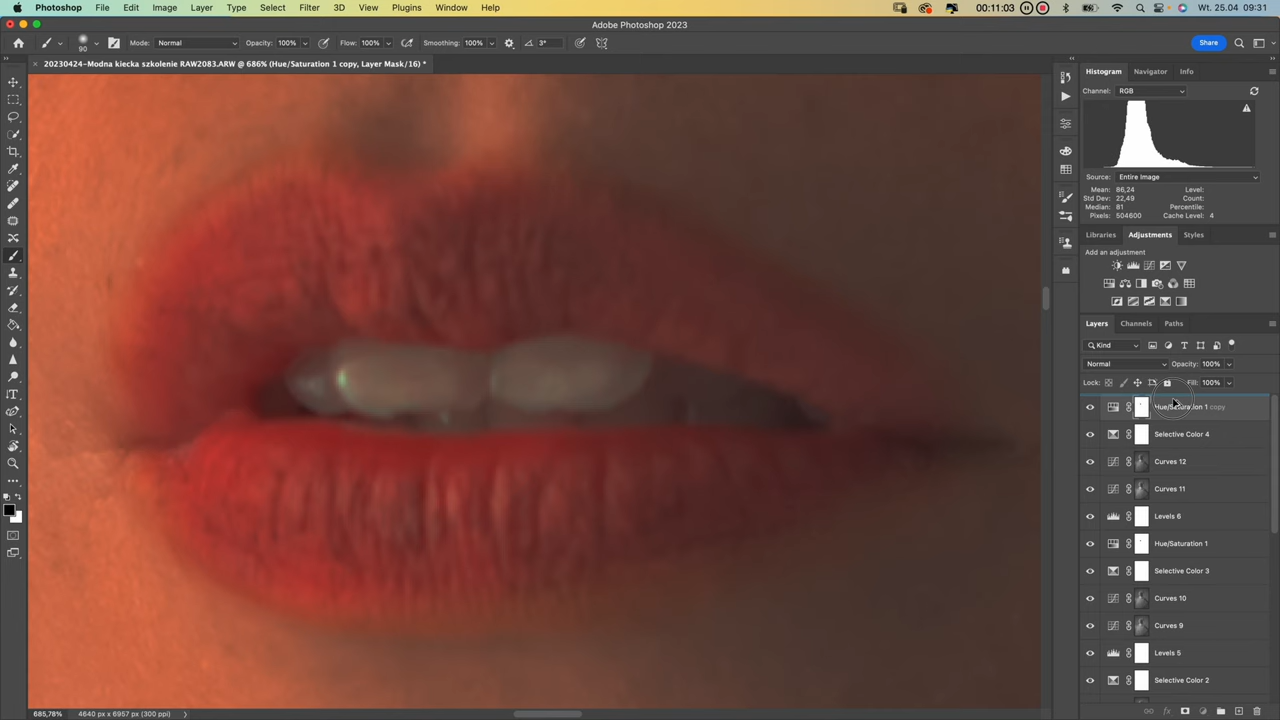 Photoshop File Edit Image Layer Type Select Filter 3D View Plugins Window Help 00:11:03 Wt. 25.04 09:31
Adobe Photoshop 2023
90 Mode: Normal Opacity: 100% Flow: 100% Smoothing: 100% 3° Share
20230424-Modna kiecka szkolenie RAW2083.ARW @ 686% (Hue/Saturation 1 copy, Layer Mask/16) *
Histogram Navigator Info
Channel: RGB
Source: Entire Image
Mean: 86,24 Level:
Std Dev: 22,49 Count:
Median: 81 Percentile:
Pixels: 504600 Cache Level: 4
Libraries Adjustments Styles
Add an adjustment
Layers Channels Paths
Kind
Normal Opacity: 100%
Lock: Fill: 100%
Hue/Saturation 1 copy
Selective Color 4
Curves 12
Curves 11
Levels 6
Hue/Saturation 1
Selective Color 3
Curves 10
Curves 9
Levels 5
Selective Color 2
685,78% 4640 px x 6957 px (300 ppi)